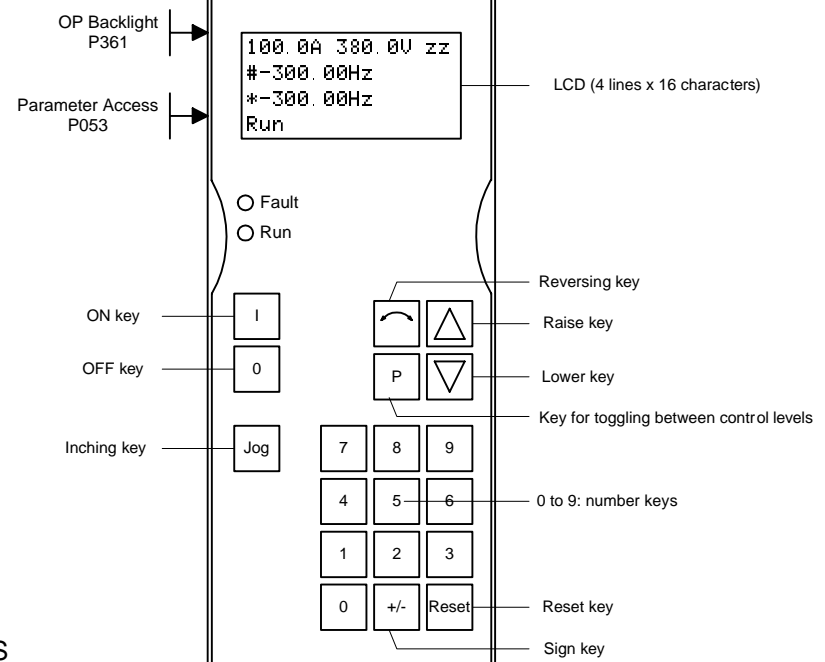 OP Backlight
P361
Parameter Access
P053
100.0A 380.0V zz
#-300.00Hz
*-300.00Hz
Run
LCD (4 lines x 16 characters)
Fault
Run
Reversing key
ON key
I
Raise key
OFF key
0
P
Lower key
Key for toggling between control levels
Inching key
Jog
7
8
9
4
5
6
0 to 9: number keys
1
2
3
0
+/-
Reset
Reset key
Sign key
S